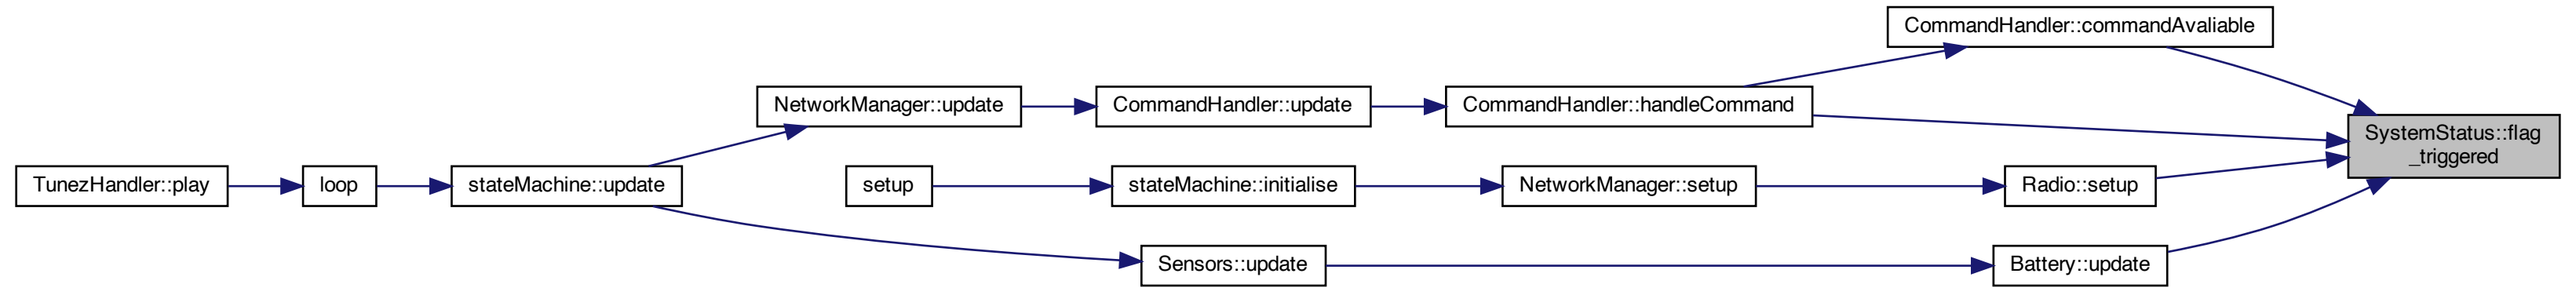 CommandHandler::commandAvaliable
NetworkManager::update
CommandHandler::update
CommandHandler::handleCommand
SystemStatus::flag
_triggered
TunezHandler::play
loop
stateMachine::update
setup
stateMachine::initialise
NetworkManager::setup
Radio::setup
Sensors::update
Battery::update